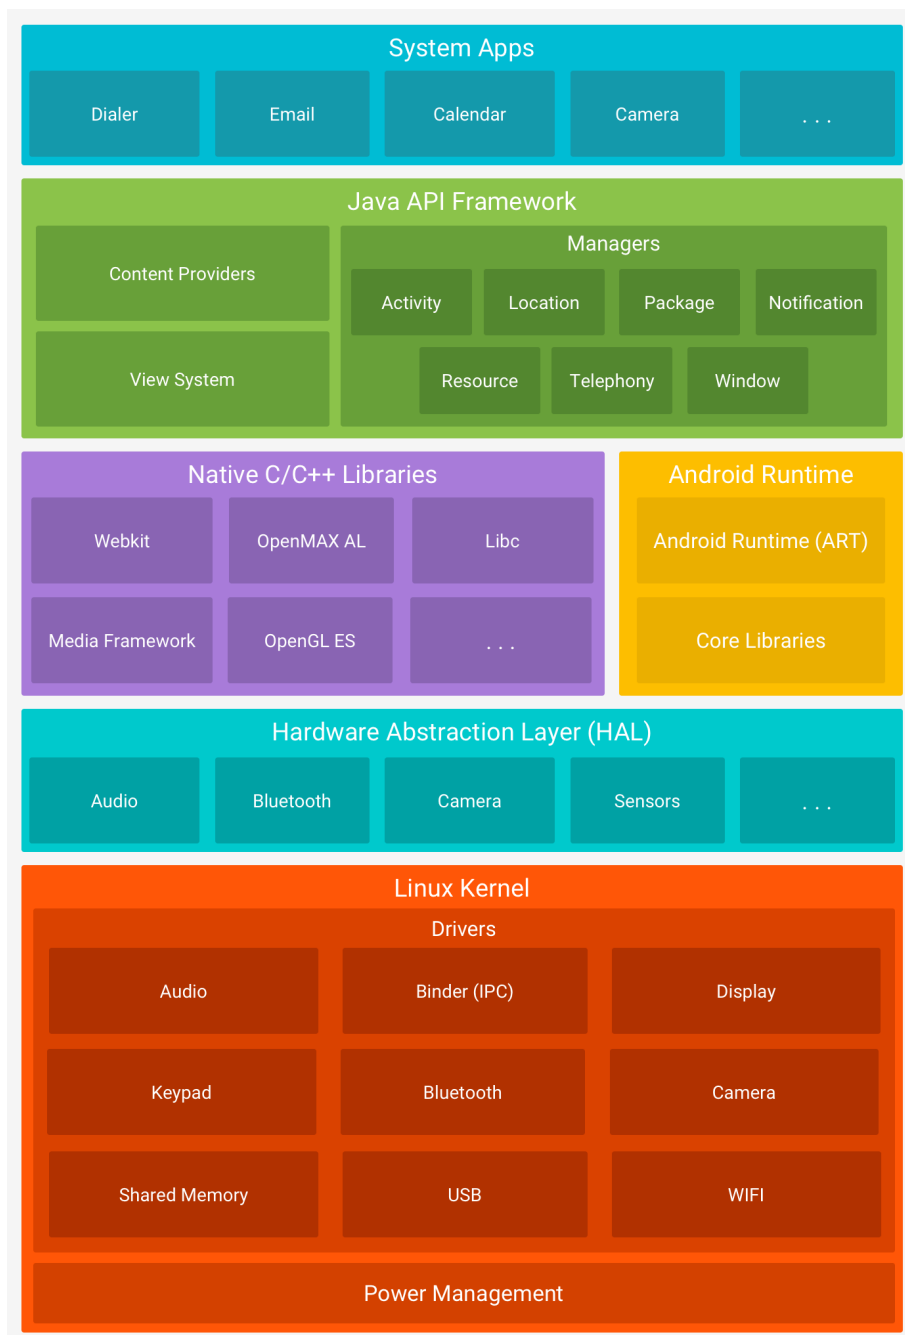 System Apps
Dialer
Email
Calendar
Camera
. . .
Java API Framework
Content Providers
View System
Managers
Activity
Location
Package
Notification
Resource
Telephony
Window
Native C/C++ Libraries
Webkit
OpenMAX AL
Libc
Media Framework
OpenGL ES
. . .
Android Runtime
Android Runtime (ART)
Core Libraries
Hardware Abstraction Layer (HAL)
Audio
Bluetooth
Camera
Sensors
. . .
Linux Kernel
Drivers
Audio
Binder (IPC)
Display
Keypad
Bluetooth
Camera
Shared Memory
USB
WIFI
Power Management